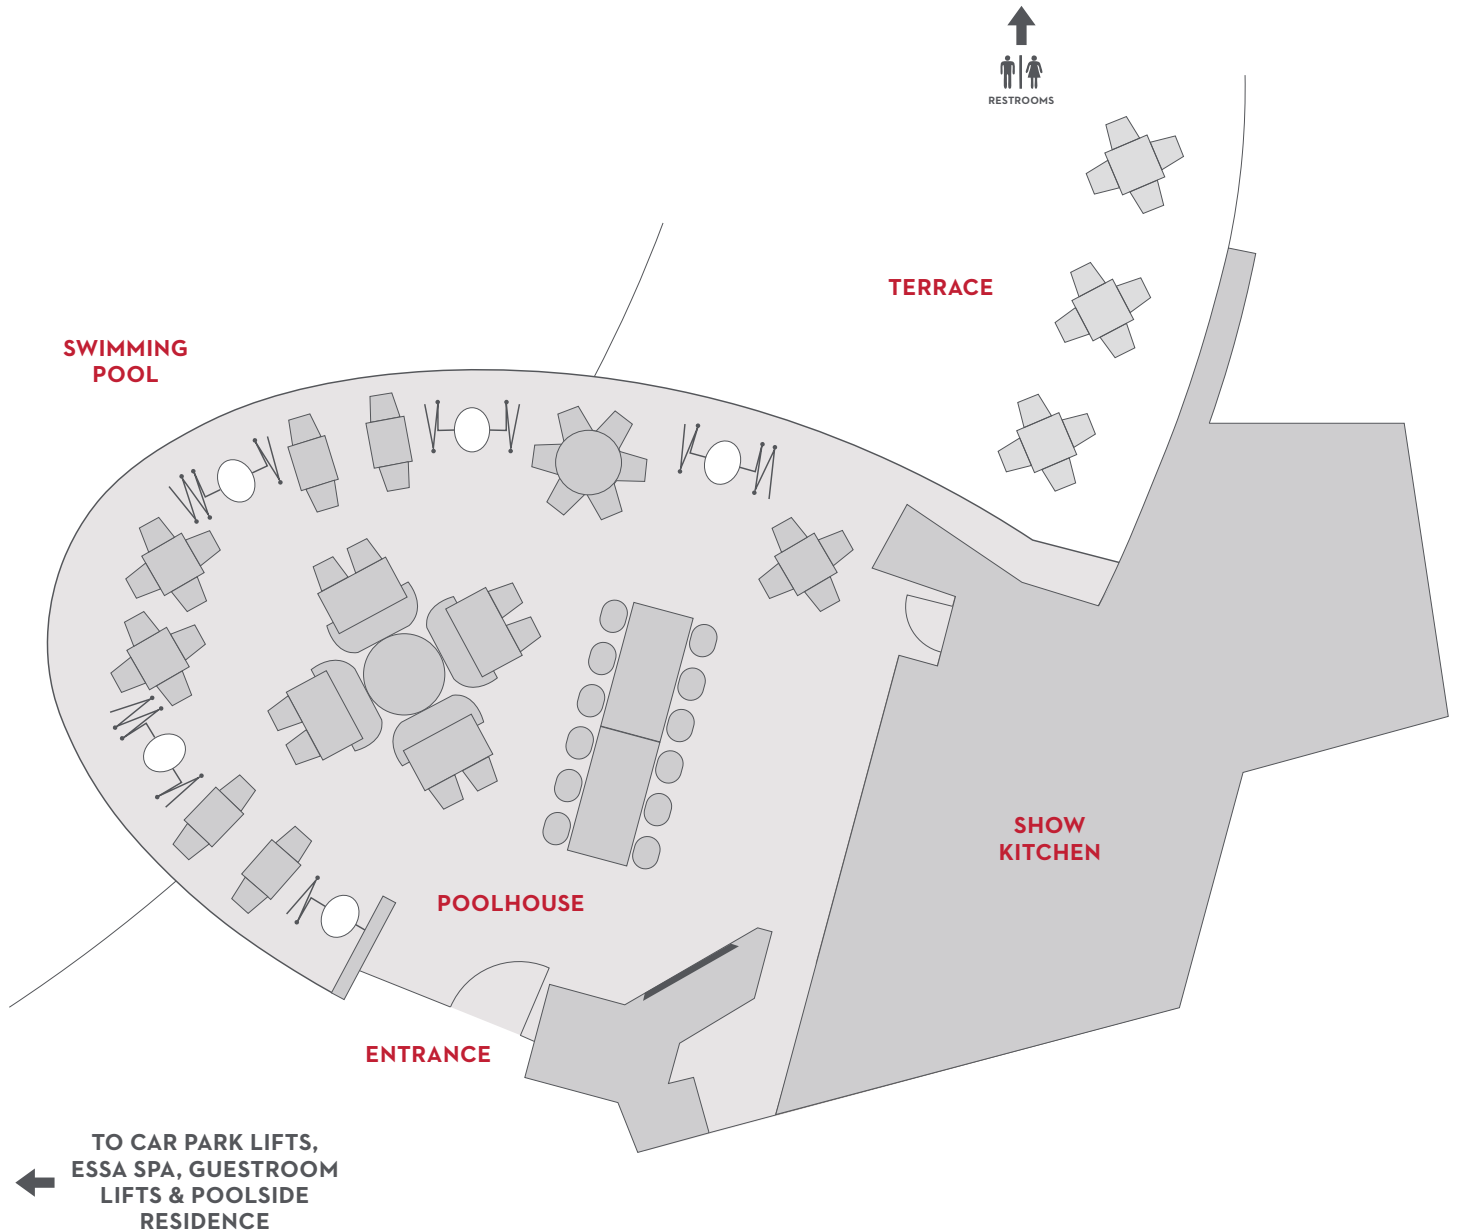 RESTROOMS
TERRACE
SWIMMING
POOL
SHOW
KITCHEN
POOLHOUSE
ENTRANCE
TO CAR PARK LIFTS,
ESSA SPA, GUESTROOM
LIFTS & POOLSIDE
RESIDENCE